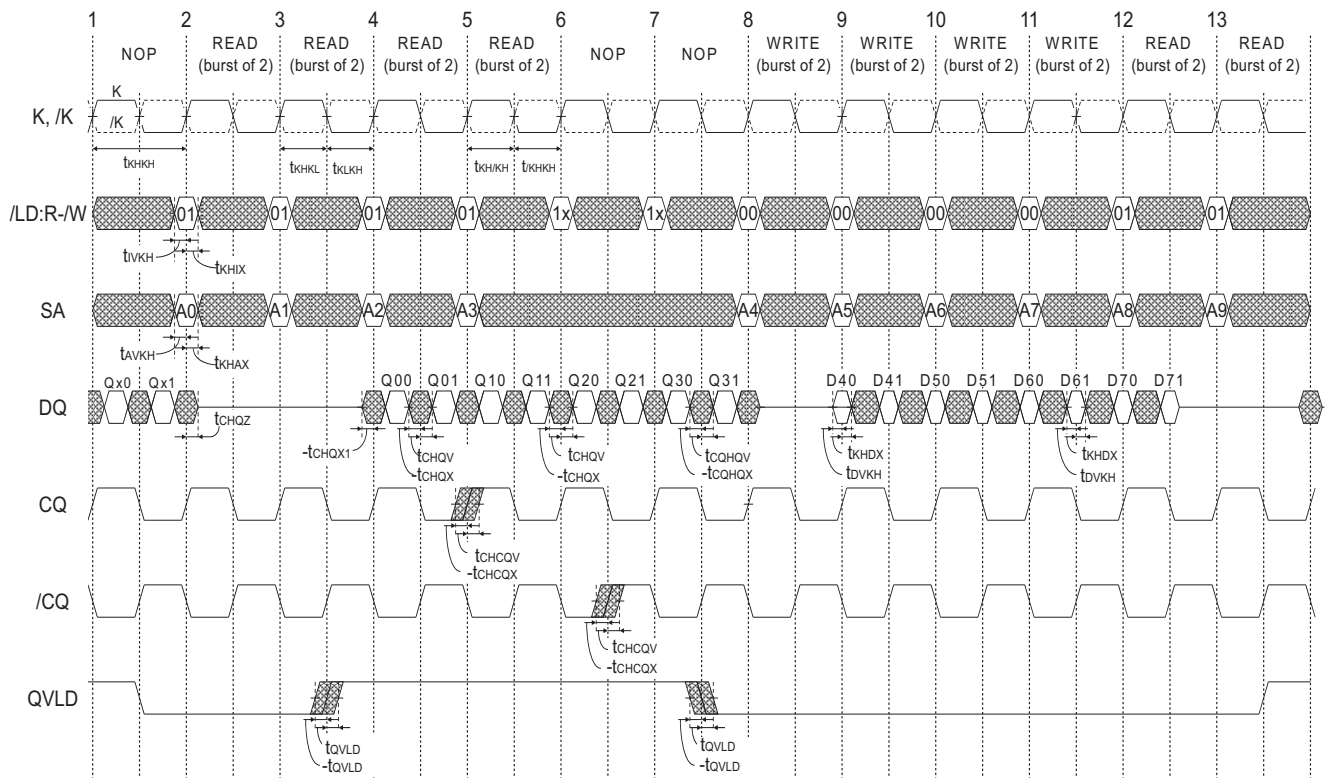 1 2 3 4 5 6 7 8 9 10 11 12 13
NOP READ READ READ READ NOP NOP WRITE WRITE WRITE WRITE READ READ
(burst of 2) (burst of 2) (burst of 2) (burst of 2) (burst of 2) (burst of 2) (burst of 2) (burst of 2) (burst of 2) (burst of 2)
K
K, /K
/K
tKHKH tKHKL tKLKH tKH/KH t/KHKH
/LD:R-/W 01 01 01 01 1x 1x 00 00 00 00 01 01
tIVKH tKHIX
SA A0 A1 A2 A3 A4 A5 A6 A7 A8 A9
tAVKH tKHAX
Qx0 Qx1 Q00 Q01 Q10 Q11 Q20 Q21 Q30 Q31 D40 D41 D50 D51 D60 D61 D70 D71
DQ
tCHQZ
-tCHQX1 tCHQV tCHQV tCQHQV tKHDX tKHDX
-tCHQX -tCHQX -tCQHQX tDVKH tDVKH
CQ
tCHCQV
-tCHCQX
/CQ
tCHCQV
-tCHCQX
QVLD
tQVLD tQVLD
-tQVLD -tQVLD